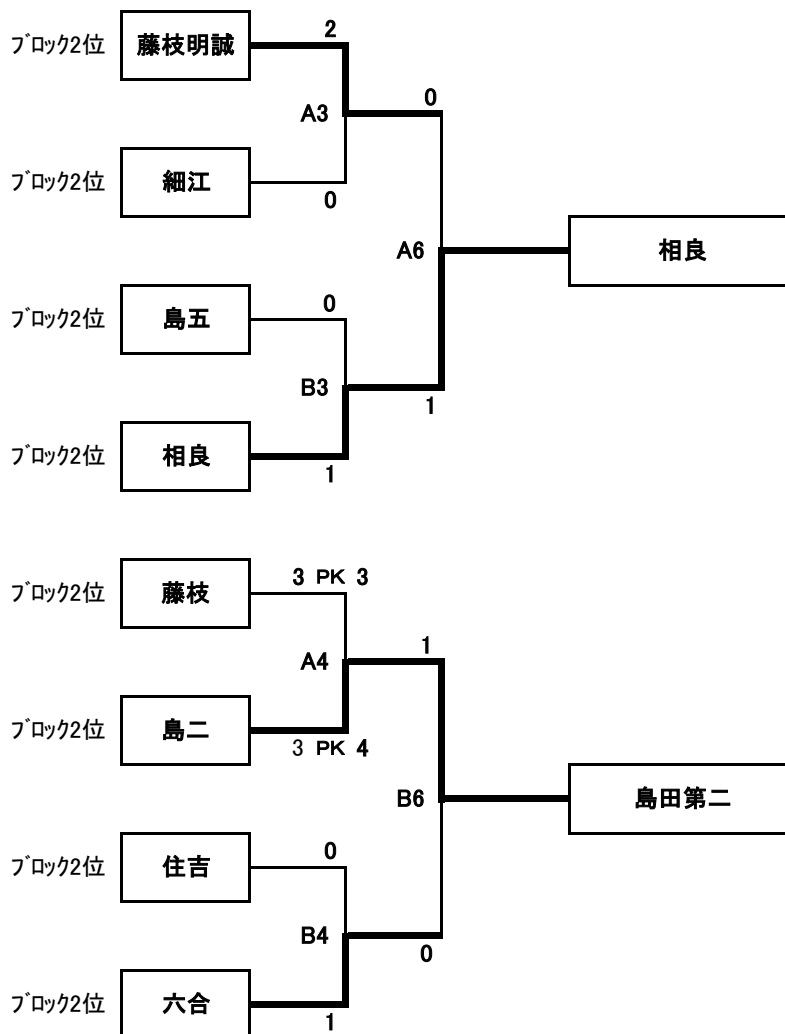 ﾌﾞﾛｯｸ2位 藤枝明誠 2
0
A3
ﾌﾞﾛｯｸ2位 細江
0
相良
A6
ﾌﾞﾛｯｸ2位 島五 0
B3
1
ﾌﾞﾛｯｸ2位 相良
1
ﾌﾞﾛｯｸ2位 藤枝 3 PK 3
1
A4
ﾌﾞﾛｯｸ2位 島二
3 PK 4
B6 島田第二
ﾌﾞﾛｯｸ2位 住吉 0
B4
0
ﾌﾞﾛｯｸ2位 六合
1